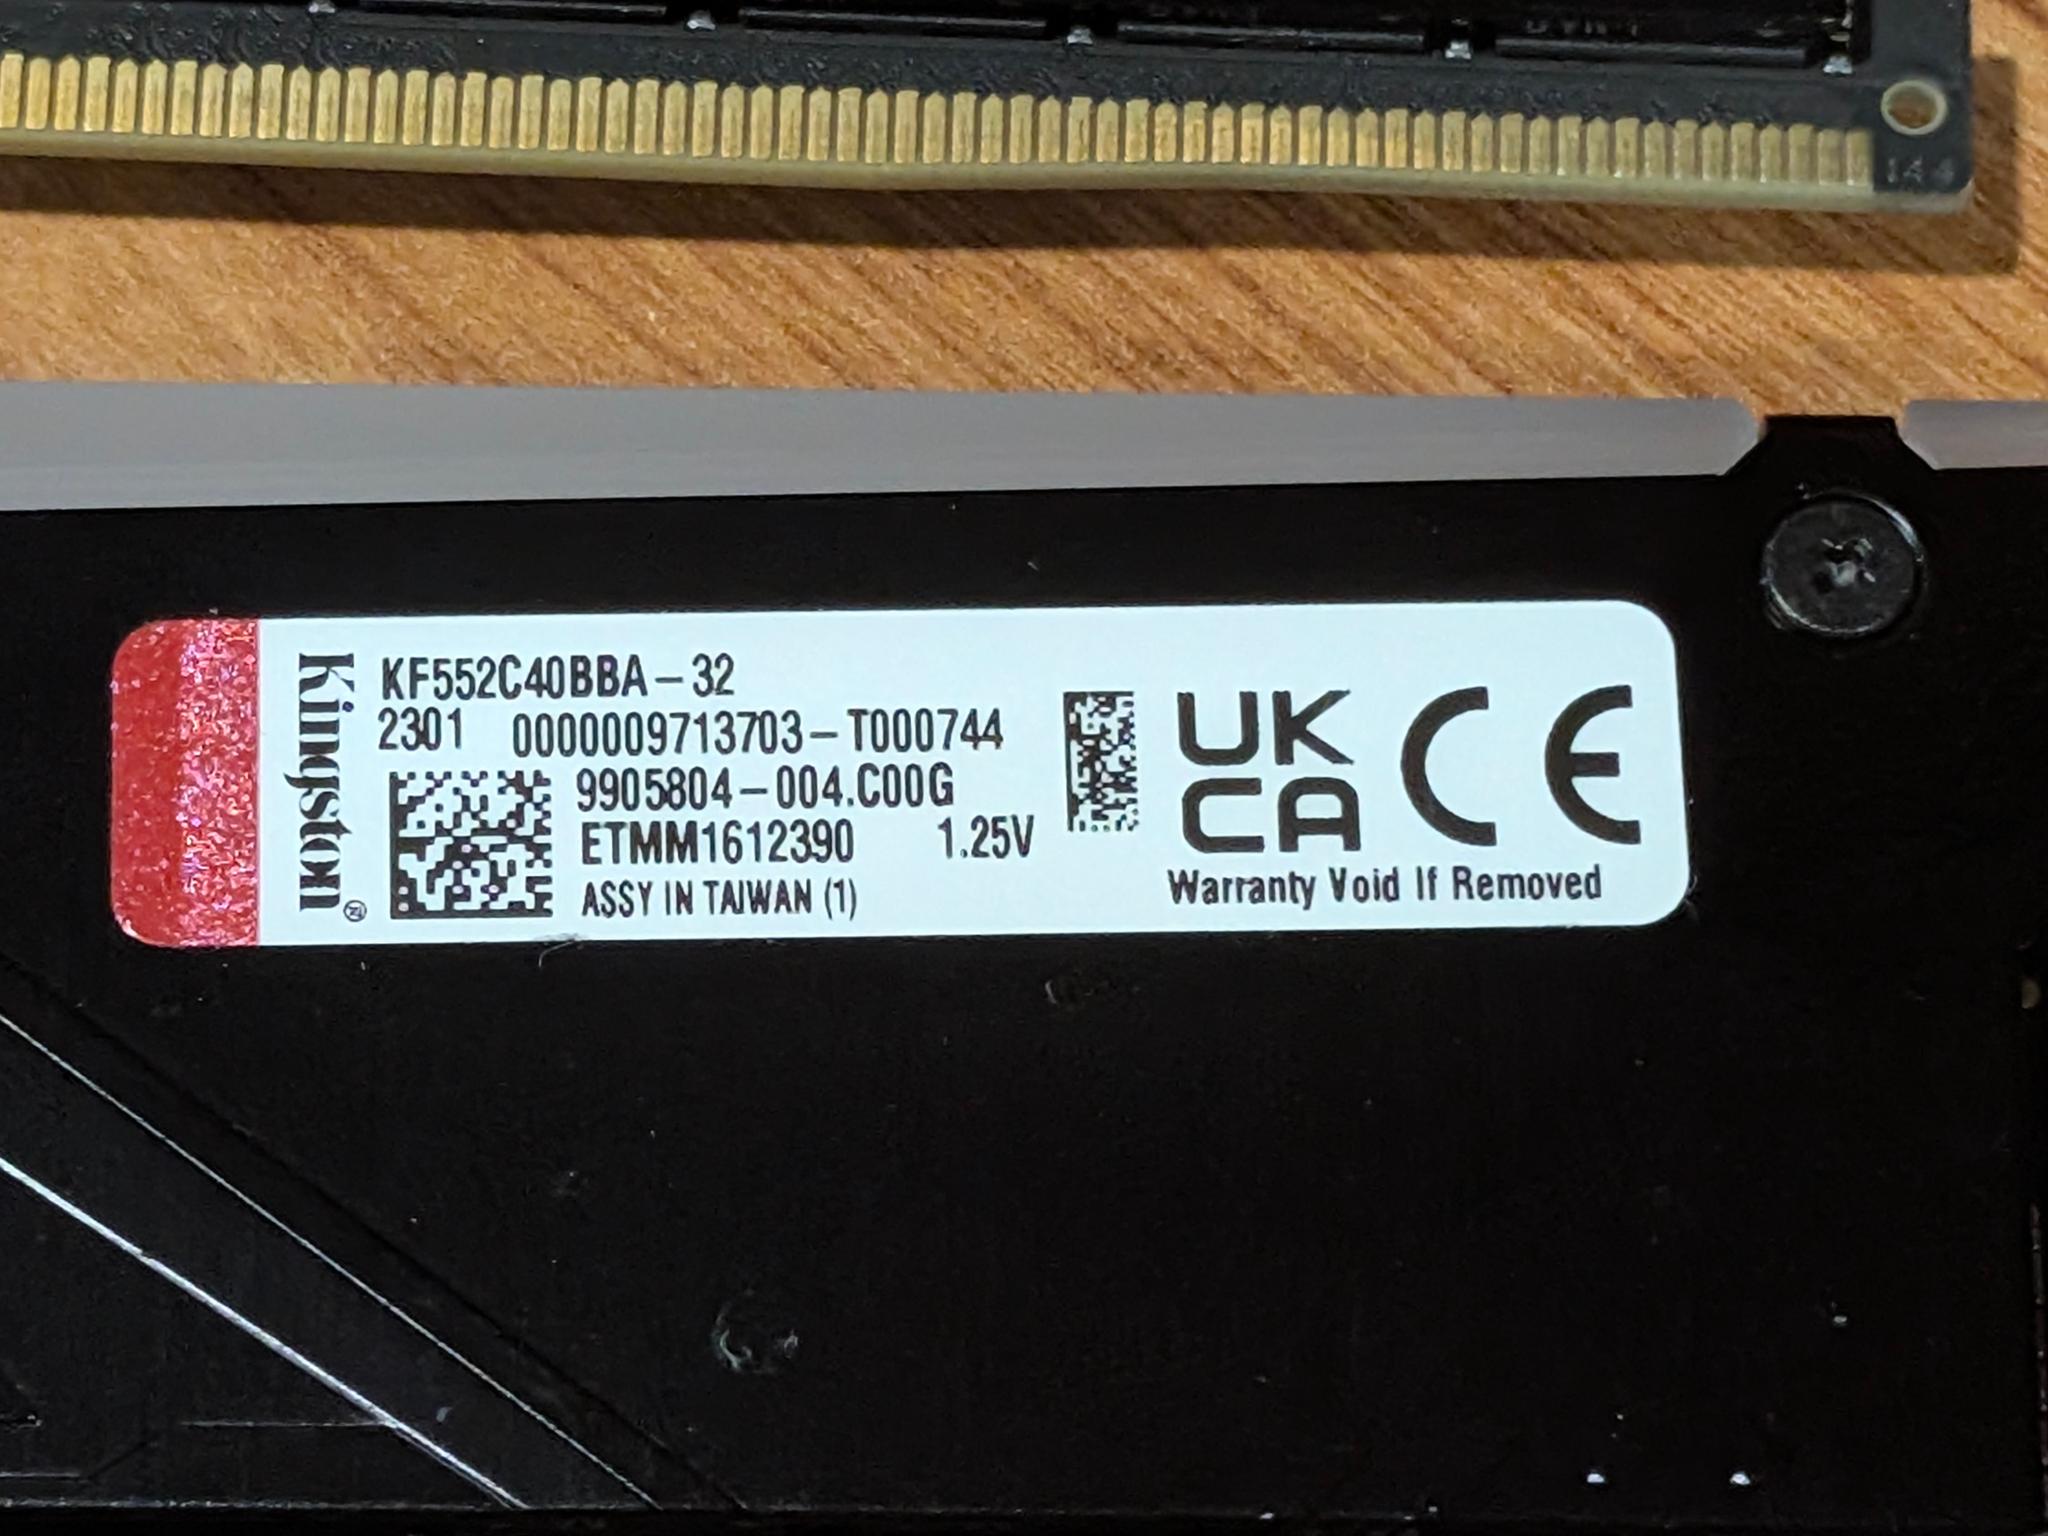 144
Kingston®
KF552C40BBA-32
2301 0000009713703-T000744
9905804-004.C00G
ETMM1612390 1.25V
ASSY IN TAIWAN (1)
UK
CA
CE
Warranty Void If Removed